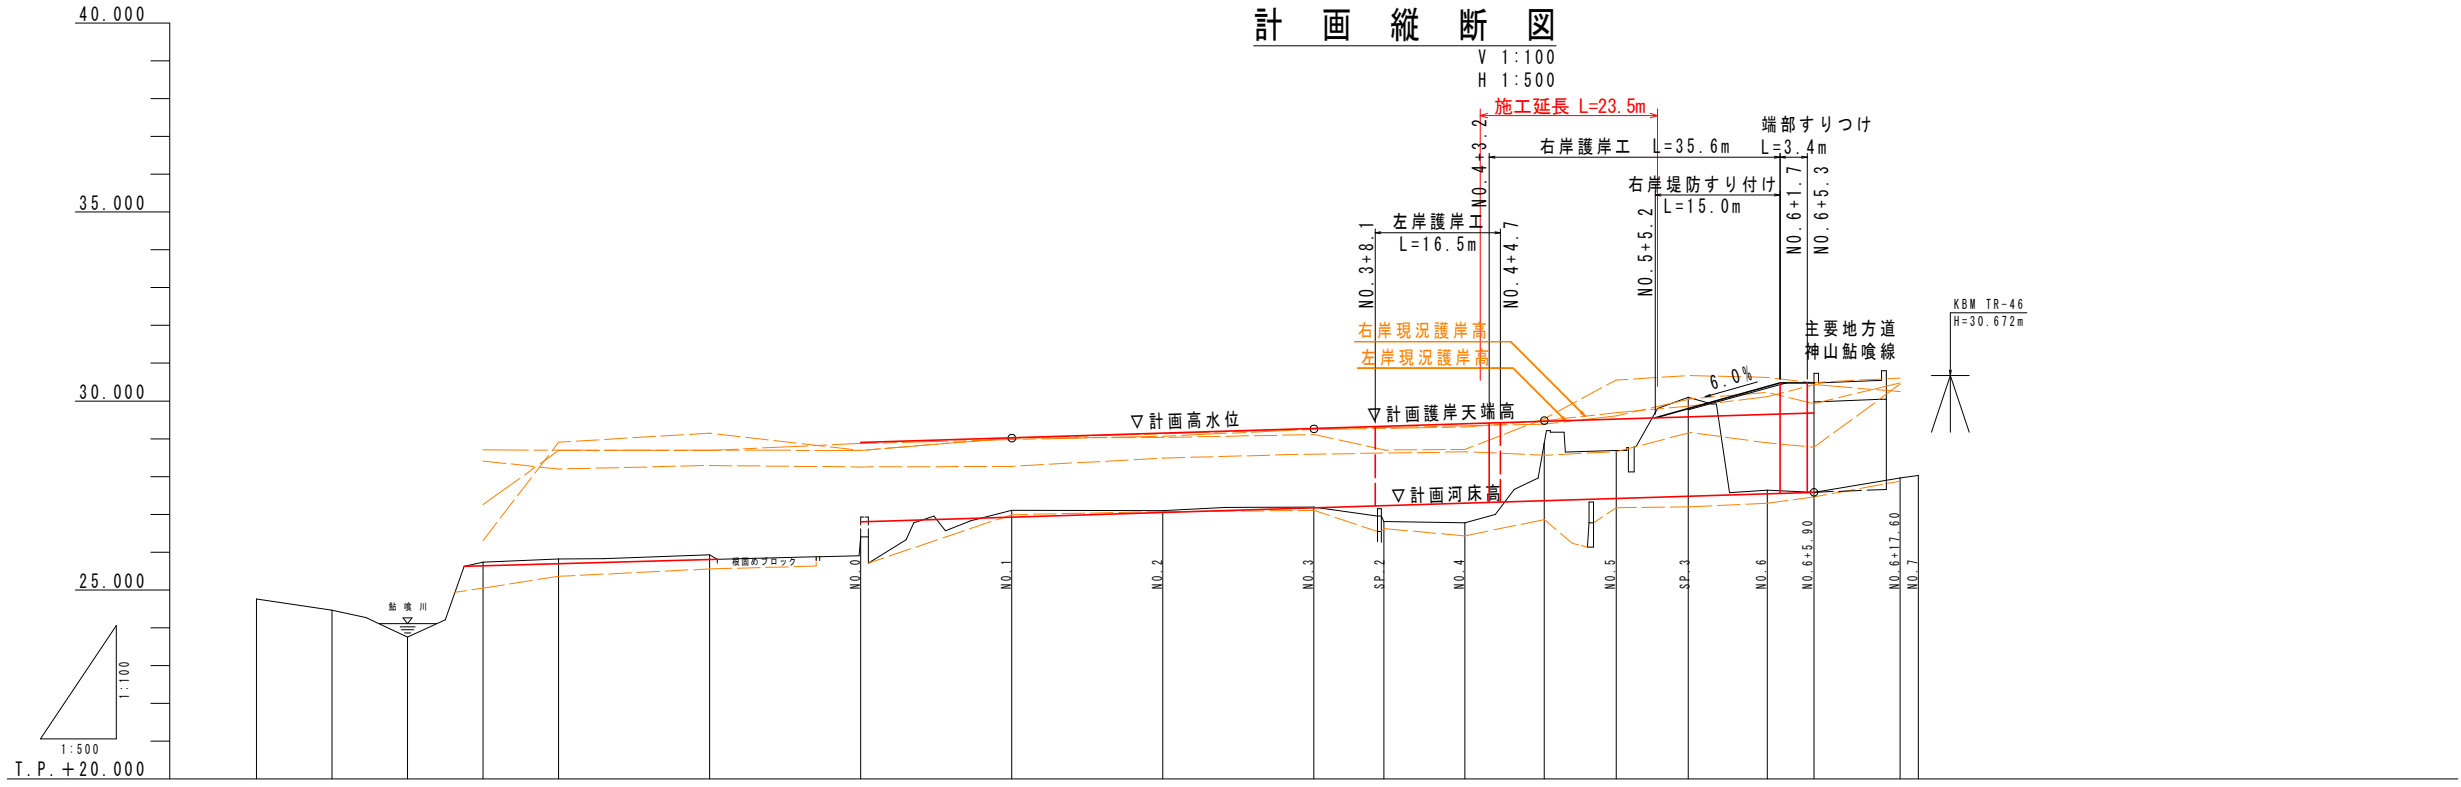 計画縦断図
V 1:100
H 1:500
40.000
35.000
30.000
25.000
T.P.+20.000
施工延長 L=23.5m
端部すりつけ
L=3.4m
右岸護岸工 L=35.6m
右岸堤防すり付け
L=15.0m
左岸護岸工
L=16.5m
NO.3+8.1
NO.4+3.2
NO.4+4.7
NO.5+5.2
NO.6+1.7
NO.6+5.3
KBM TR-46
H=30.672m
右岸現況護岸高
左岸現況護岸高
主要地方道
神山鮎喰線
6.0%
▽計画高水位
▽計画護岸天端高
▽計画河床高
根固めブロック
鮎喰川
NO.0
NO.1
NO.2
NO.3
SP.2
NO.4
NO.5
SP.3
NO.6
NO.6+5.90
NO.6+17.60
NO.7
1:100
1:500